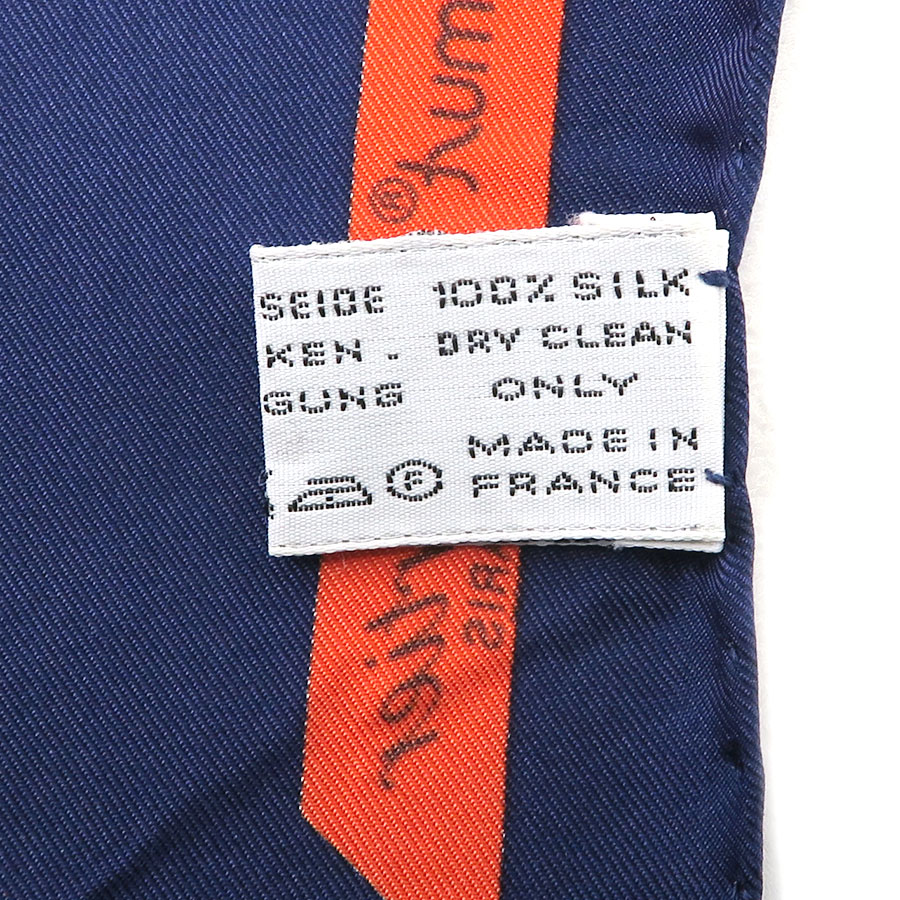 SEIDE 100% SILK
KEN . DRY CLEAN
GUNG ONLY
MADE IN
Ⓕ FRANCE